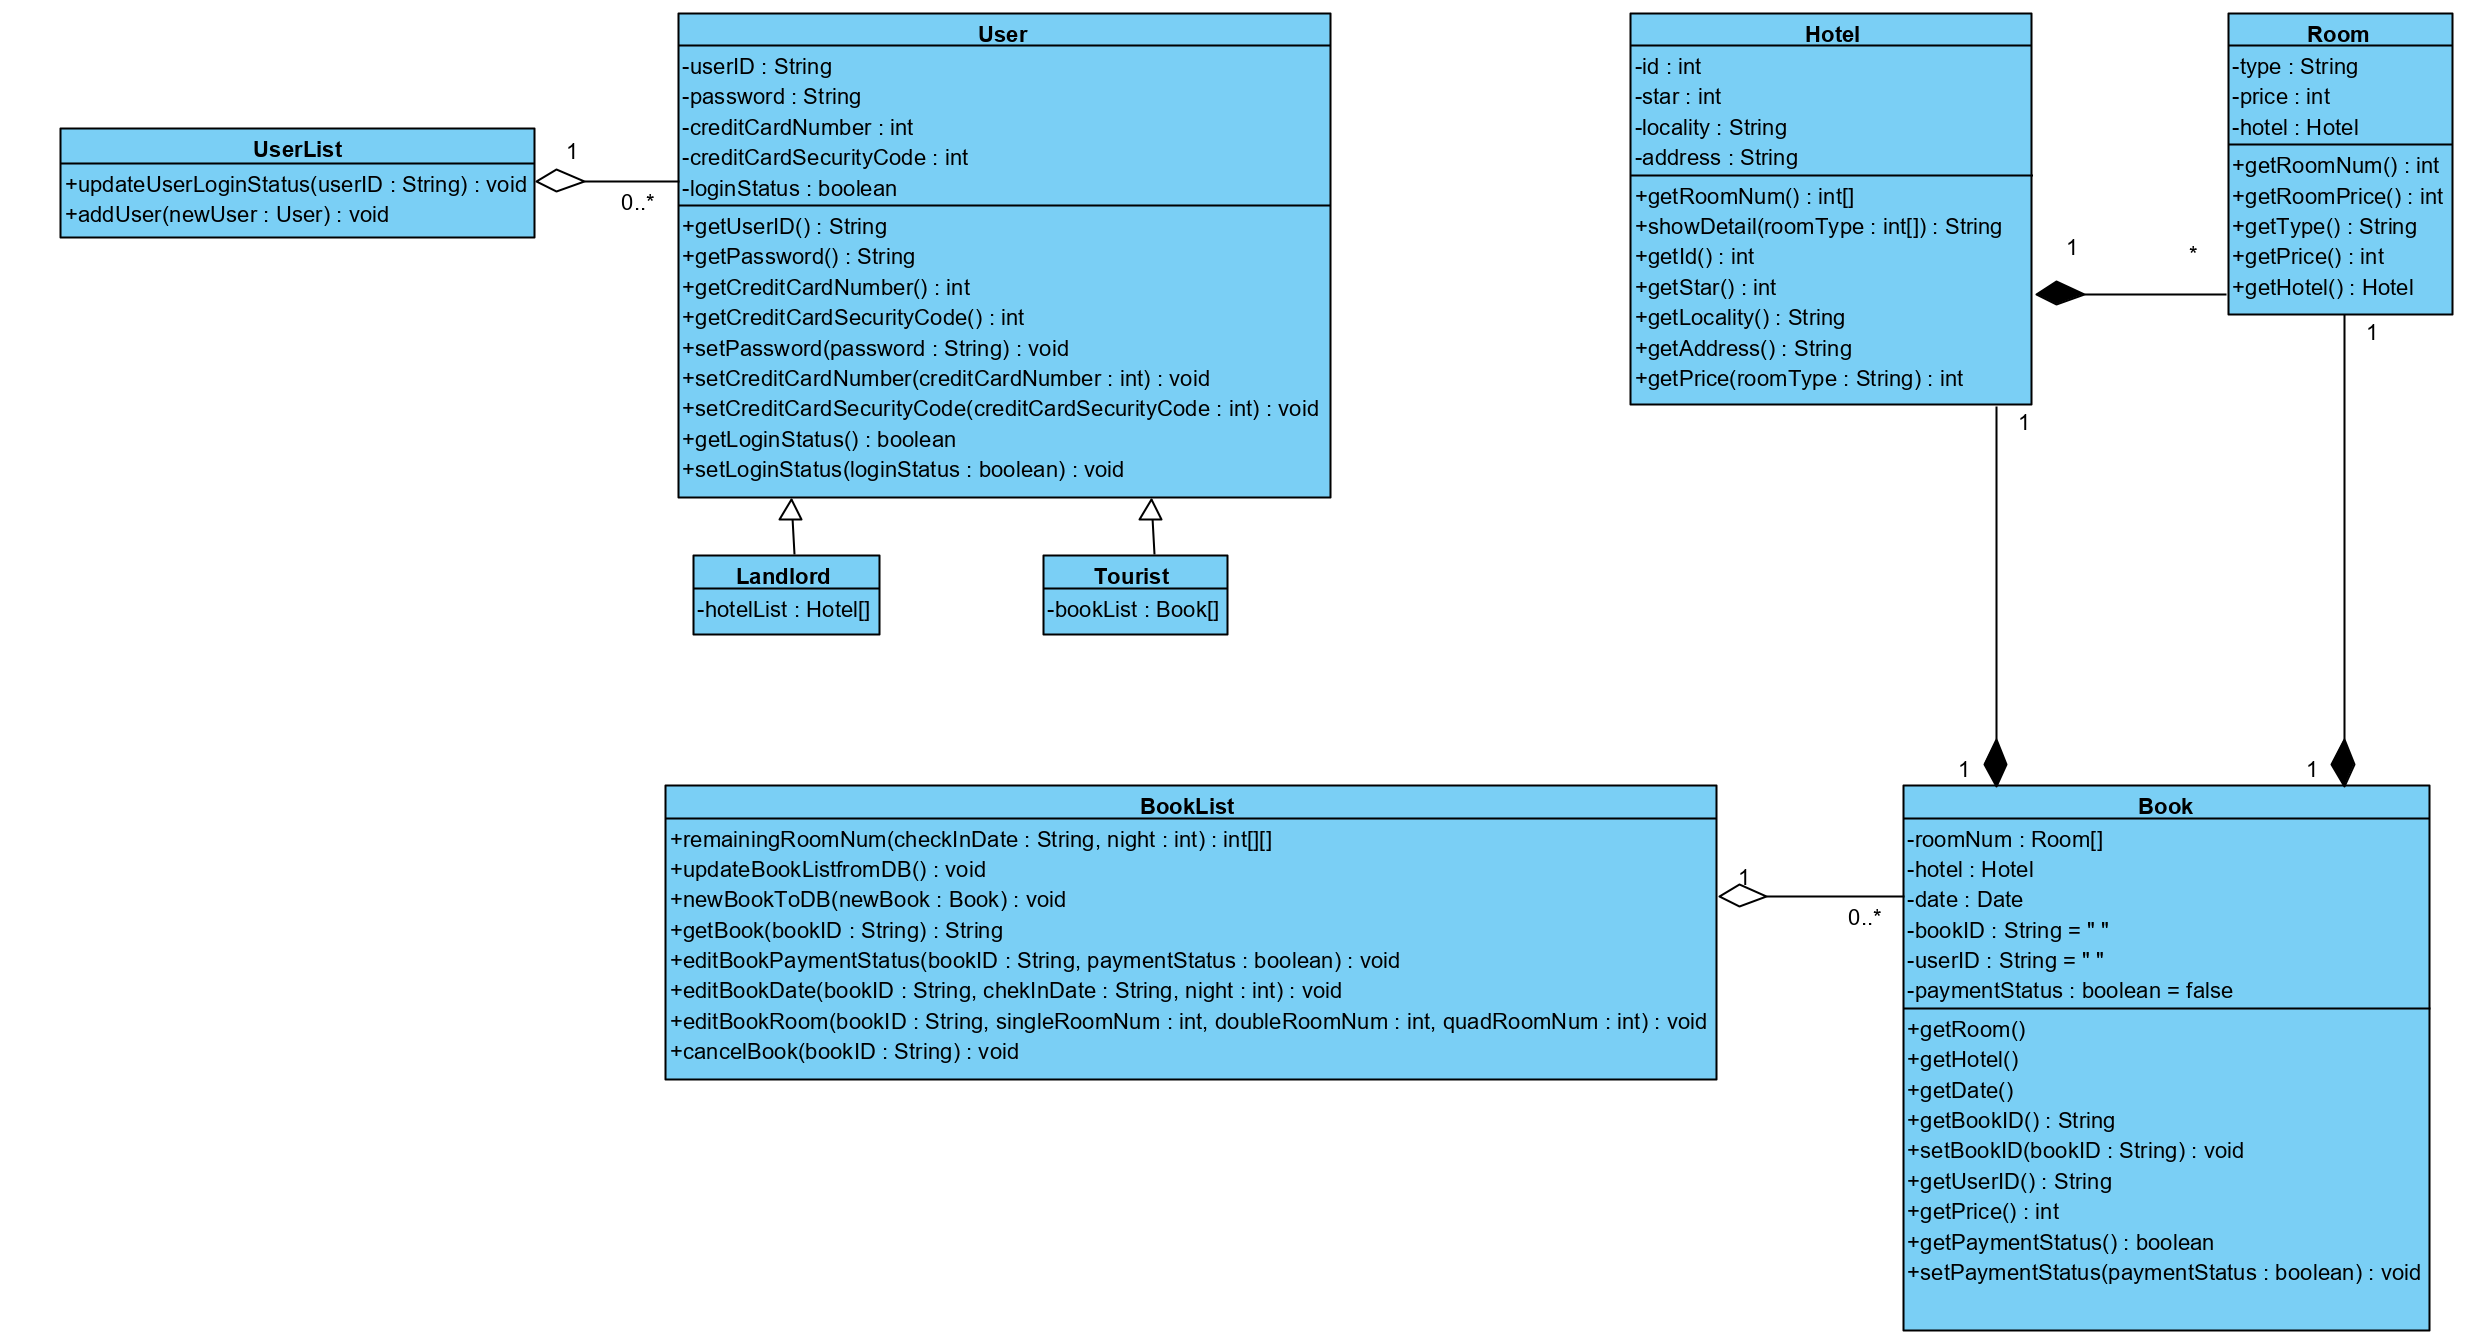 UserList
+updateUserLoginStatus(userID : String) : void
+addUser(newUser : User) : void
1
0..*
User
-userID : String
-password : String
-creditCardNumber : int
-creditCardSecurityCode : int
-loginStatus : boolean
+getUserID() : String
+getPassword() : String
+getCreditCardNumber() : int
+getCreditCardSecurityCode() : int
+setPassword(password : String) : void
+setCreditCardNumber(creditCardNumber : int) : void
+setCreditCardSecurityCode(creditCardSecurityCode : int) : void
+getLoginStatus() : boolean
+setLoginStatus(loginStatus : boolean) : void
Landlord
-hotelList : Hotel[]
Tourist
-bookList : Book[]
Hotel
-id : int
-star : int
-locality : String
-address : String
+getRoomNum() : int[]
+showDetail(roomType : int[]) : String
+getId() : int
+getStar() : int
+getLocality() : String
+getAddress() : String
+getPrice(roomType : String) : int
1
*
Room
-type : String
-price : int
-hotel : Hotel
+getRoomNum() : int
+getRoomPrice() : int
+getType() : String
+getPrice() : int
+getHotel() : Hotel
1
1
1
1
BookList
+remainingRoomNum(checkInDate : String, night : int) : int[][]
+updateBookListfromDB() : void
+newBookToDB(newBook : Book) : void
+getBook(bookID : String) : String
+editBookPaymentStatus(bookID : String, paymentStatus : boolean) : void
+editBookDate(bookID : String, chekInDate : String, night : int) : void
+editBookRoom(bookID : String, singleRoomNum : int, doubleRoomNum : int, quadRoomNum : int) : void
+cancelBook(bookID : String) : void
1
0..*
Book
-roomNum : Room[]
-hotel : Hotel
-date : Date
-bookID : String = " "
-userID : String = " "
-paymentStatus : boolean = false
+getRoom()
+getHotel()
+getDate()
+getBookID() : String
+setBookID(bookID : String) : void
+getUserID() : String
+getPrice() : int
+getPaymentStatus() : boolean
+setPaymentStatus(paymentStatus : boolean) : void